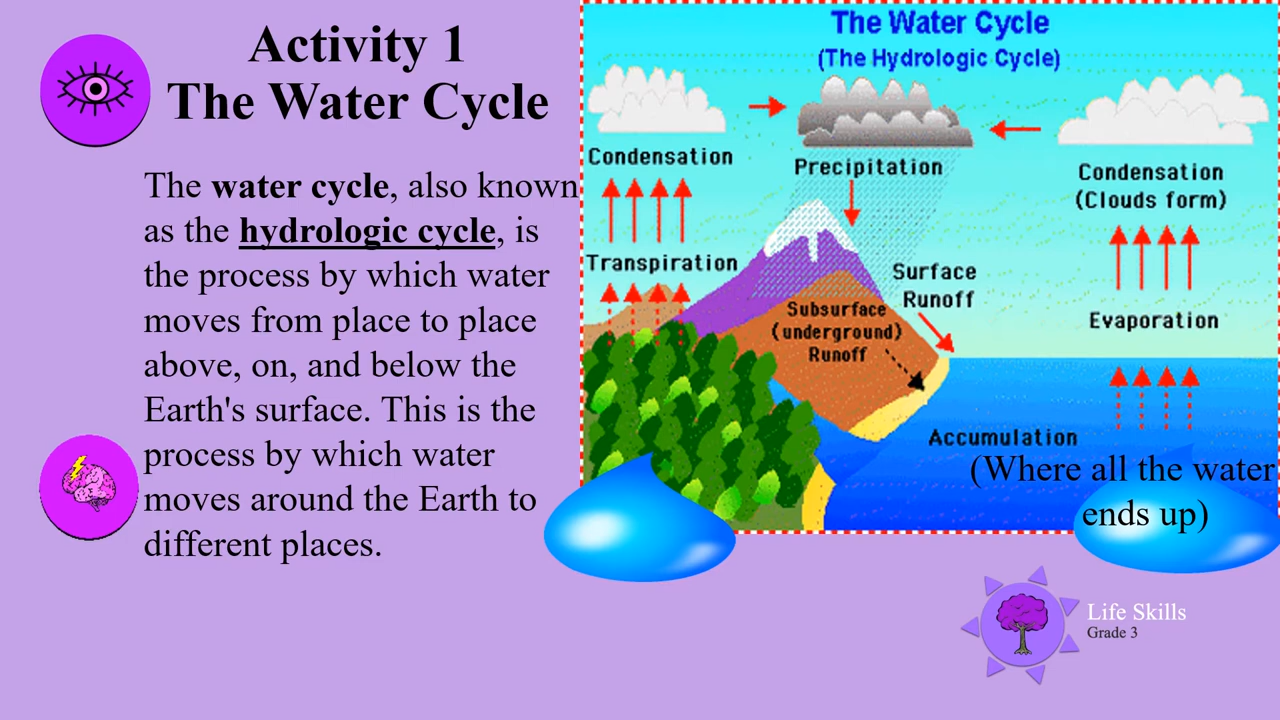 Activity 1
The Water Cycle
The water cycle, also known
as the hydrologic cycle, is
the process by which water
moves from place to place
above, on, and below the
Earth's surface. This is the
process by which water
moves around the Earth to
different places.
The Water Cycle
(The Hydrologic Cycle)
Condensation
Precipitation
Condensation
(Clouds form)
Transpiration
Surface
Runoff
Subsurface
(underground)
Runoff
Evaporation
Accumulation
(Where all the water
ends up)
Life Skills
Grade 3